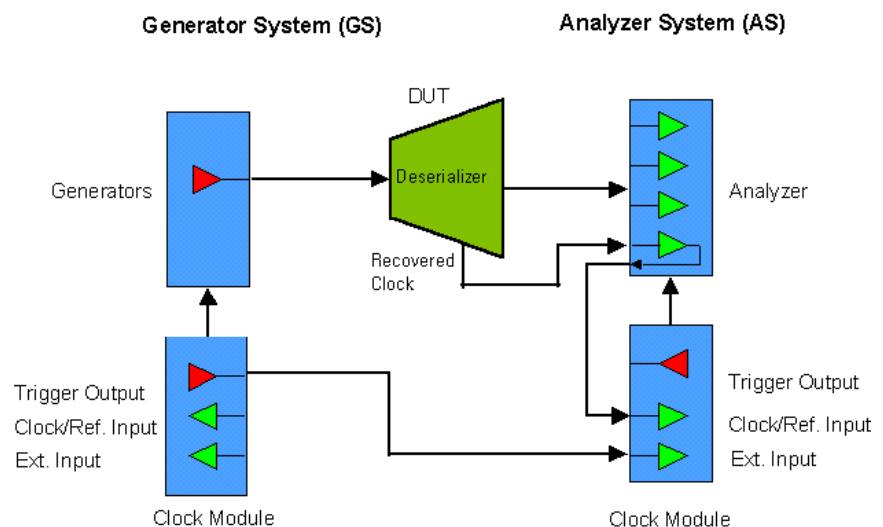 Generator System (GS)
Analyzer System (AS)
DUT
Generators
Deserializer
Analyzer
Recovered
Clock
Trigger Output
Clock/Ref. Input
Ext. Input
Clock Module
Trigger Output
Clock/Ref. Input
Ext. Input
Clock Module